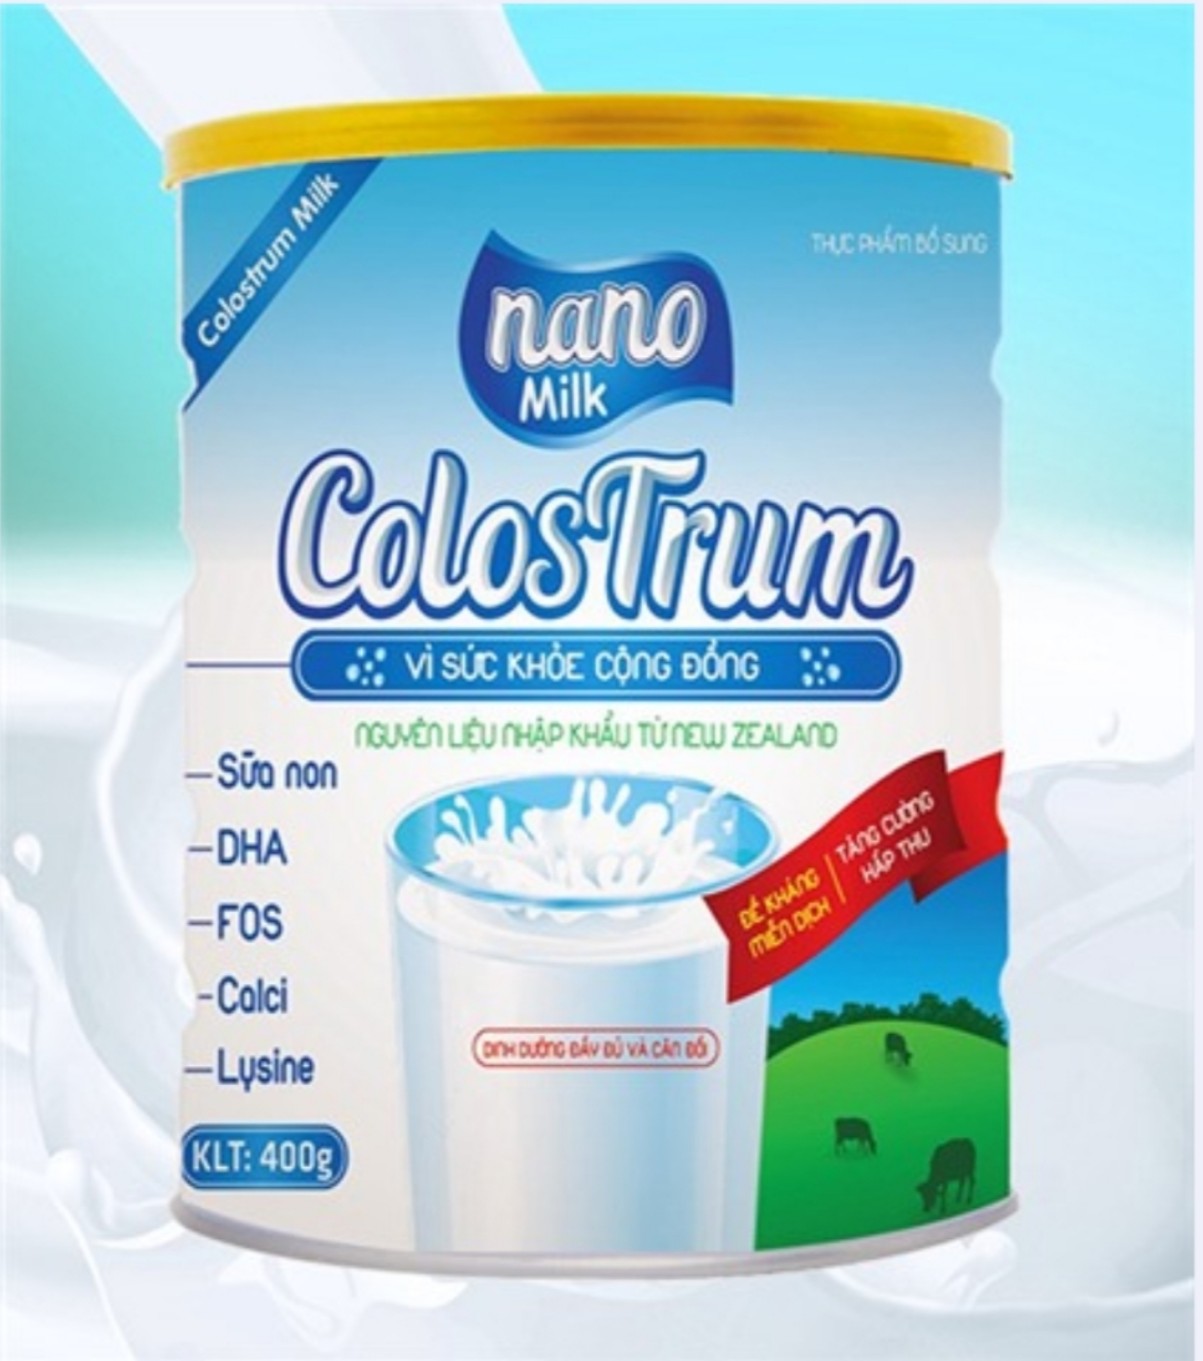 Colostrum Milk
THỰC PHẨM BỔ SUNG
nano
Milk
ColosTrum
VÌ SỨC KHỎE CỘNG ĐỒNG
NGUYÊN LIỆU NHẬP KHẨU TỪ NEW ZEALAND
Sữa non
DHA
FOS
Calci
Lysine
ĐỀ KHÁNG
MIỄN DỊCH
TĂNG CƯỜNG
HẤP THU
DINH DƯỠNG ĐẦY ĐỦ VÀ CÂN ĐỐI
KLT: 400g